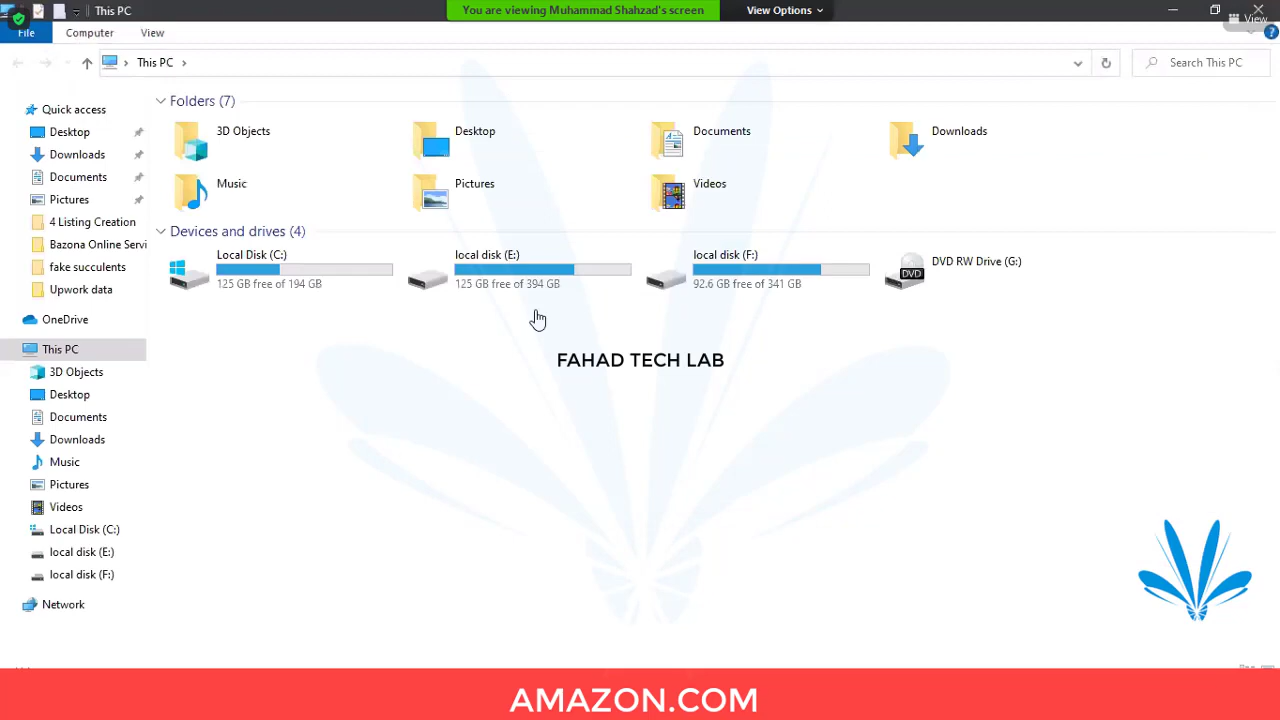 This PC
You are viewing Muhammad Shahzad's screen
View Options
View
File
Computer
View
This PC
Search This PC
Quick access
Desktop
Downloads
Documents
Pictures
4 Listing Creation
Bazona Online Servi
fake succulents
Upwork data
OneDrive
This PC
3D Objects
Desktop
Documents
Downloads
Music
Pictures
Videos
Local Disk (C:)
local disk (E:)
local disk (F:)
Network
Folders (7)
3D Objects
Desktop
Documents
Downloads
Music
Pictures
Videos
Devices and drives (4)
Local Disk (C:)
125 GB free of 194 GB
local disk (E:)
125 GB free of 394 GB
local disk (F:)
92.6 GB free of 341 GB
DVD RW Drive (G:)
DVD
FAHAD TECH LAB
AMAZON.COM